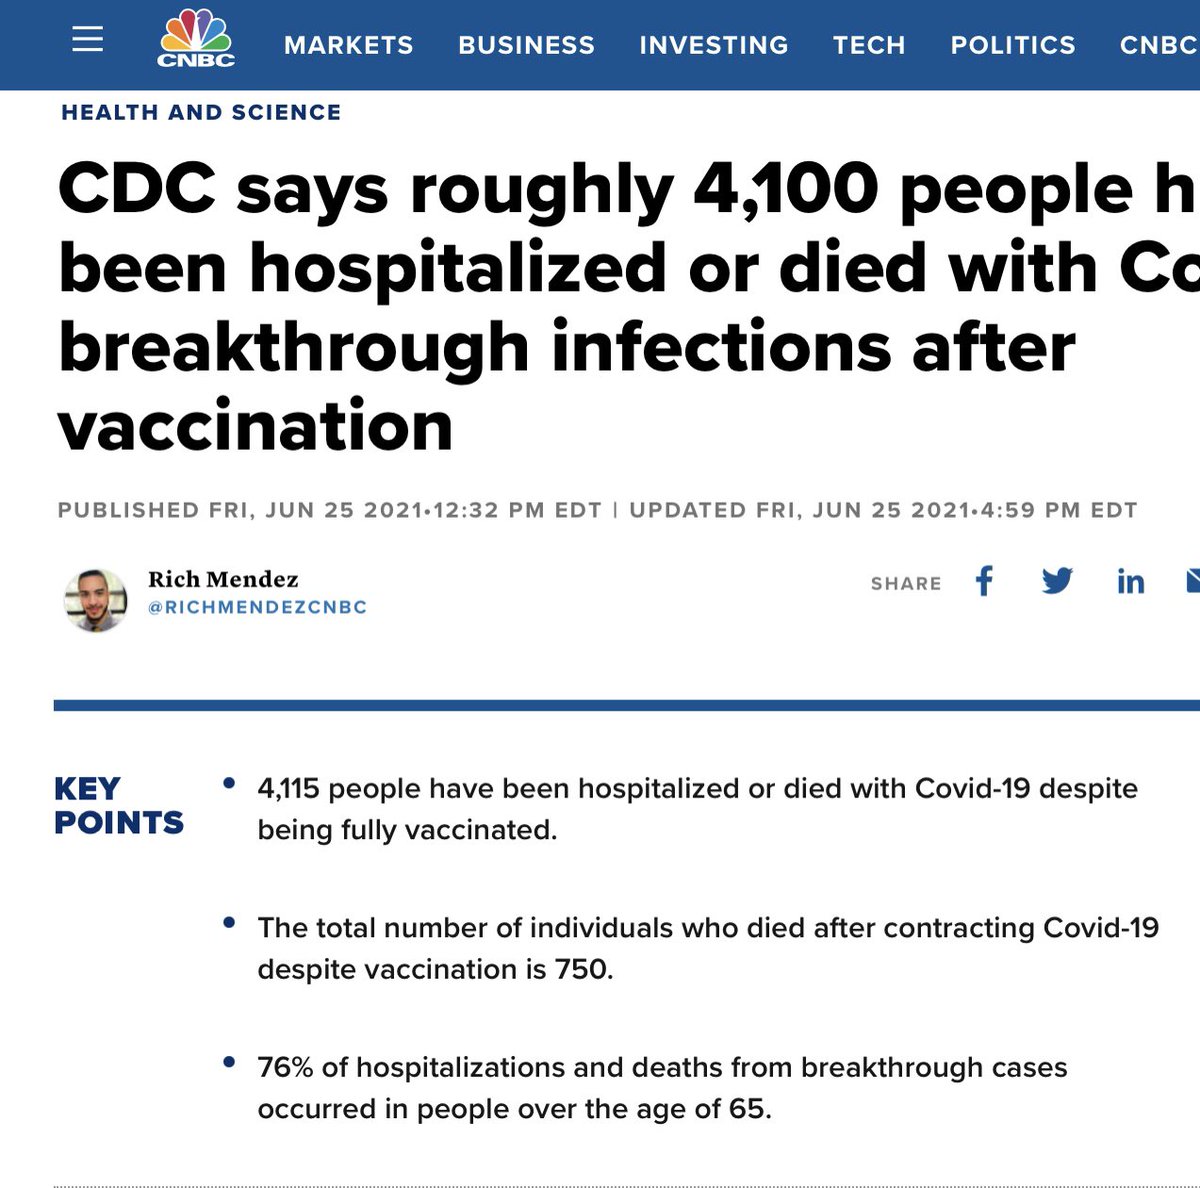 MARKETS BUSINESS INVESTING TECH POLITICS CNBC
CNBC
HEALTH AND SCIENCE
CDC says roughly 4,100 people h
been hospitalized or died with Co
breakthrough infections after
vaccination
PUBLISHED FRI, JUN 25 2021•12:32 PM EDT | UPDATED FRI, JUN 25 2021•4:59 PM EDT
Rich Mendez
@RICHMENDEZCNBC
SHARE f in
KEY
POINTS
• 4,115 people have been hospitalized or died with Covid-19 despite
being fully vaccinated.
• The total number of individuals who died after contracting Covid-19
despite vaccination is 750.
• 76% of hospitalizations and deaths from breakthrough cases
occurred in people over the age of 65.